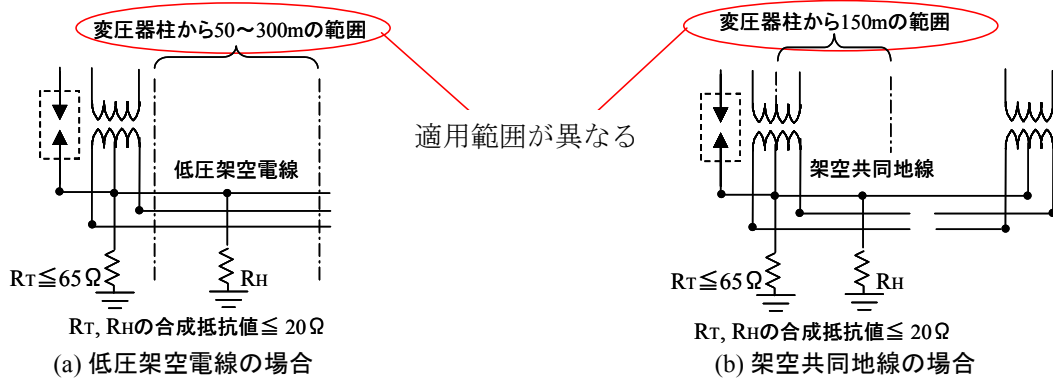 変圧器柱から50～300mの範囲
低圧架空電線
RT≦65Ω
RH
RT, RHの合成抵抗値≦ 20Ω
(a) 低圧架空電線の場合
適用範囲が異なる
変圧器柱から150mの範囲
架空共同地線
RT≦65Ω
RH
RT, RHの合成抵抗値≦20Ω
(b) 架空共同地線の場合